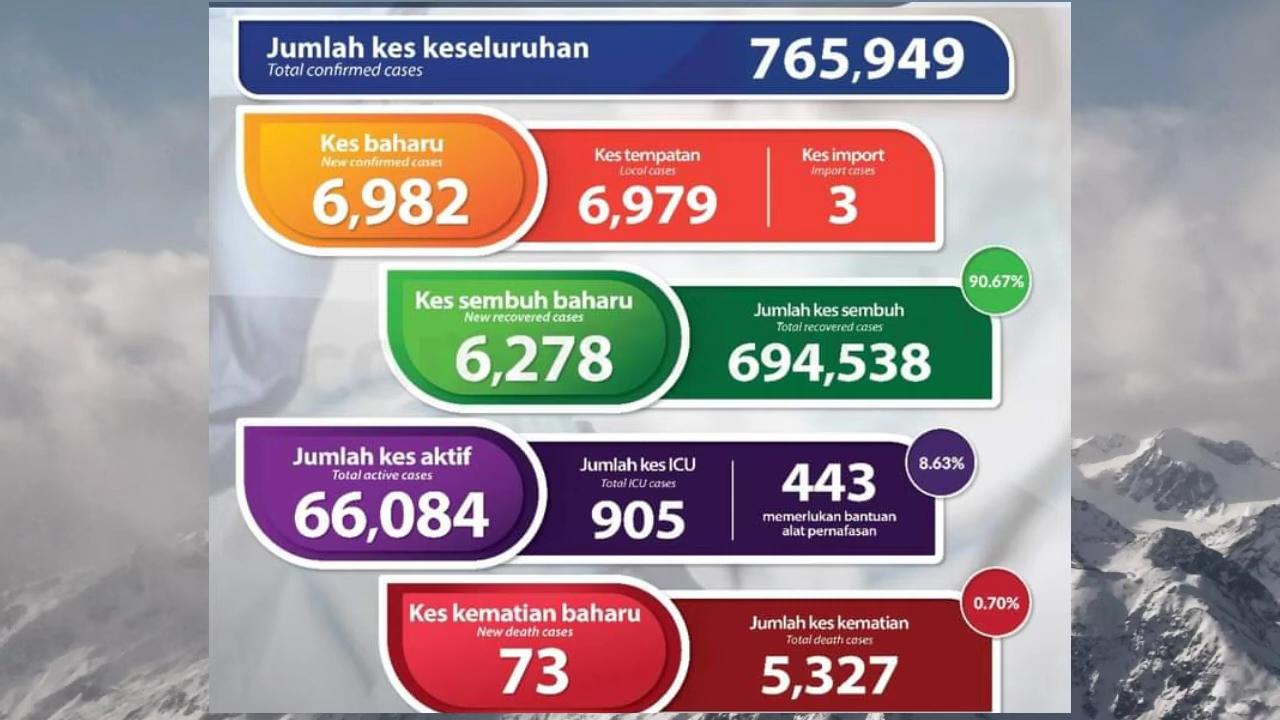 Jumlah kes keseluruhan
Total confirmed cases
765,949
Kes baharu
New confirmed cases
6,982
Kes tempatan
Local cases
6,979
Kes import
Import cases
3
Kes sembuh baharu
New recovered cases
6,278
Jumlah kes sembuh
Total recovered cases
694,538
90.67%
Jumlah kes aktif
Total active cases
66,084
Jumlah kes ICU
Total ICU cases
905
443
memerlukan bantuan
alat pernafasan
8.63%
Kes kematian baharu
New death cases
73
Jumlah kes kematian
Total death cases
5,327
0.70%